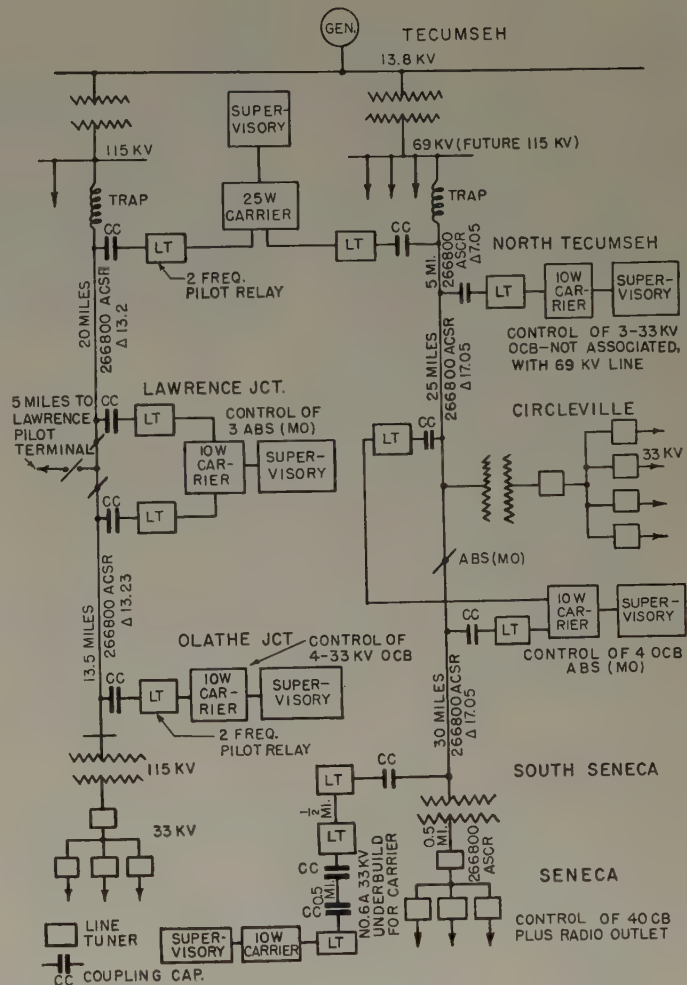 GEN.
TECUMSEH
13.8 KV
SUPER-
VISORY
115 KV
69 KV (FUTURE 115 KV)
TRAP
25W
CARRIER
TRAP
CC
LT
LT
CC
2 FREQ.
PILOT RELAY
20 MILES
266800 ACSR
Δ 13.2
5 MI.
266800
ASCR
Δ7.05
NORTH TECUMSEH
LT
10W
CAR-
RIER
SUPER-
VISORY
CONTROL OF 3-33 KV
OCB-NOT ASSOCIATED,
WITH 69 KV LINE
25 MILES
266800 ACSR
Δ17.05
5 MILES TO
LAWRENCE
PILOT
TERMINAL
CC
LAWRENCE JCT.
LT
CONTROL OF
3 ABS (MO)
10W
CAR-
RIER
SUPER-
VISORY
CC
LT
CIRCLEVILLE
LT
CC
33 KV
ABS (MO)
13.5 MILES
266800 ACSR
Δ 13.23
10W
CAR-
RIER
SUPER-
VISORY
CC
LT
CONTROL OF 4 OCB
ABS (MO)
OLATHE JCT.
CONTROL OF
4-33 KV OCB
CC
LT
10W
CAR-
RIER
SUPER-
VISORY
2 FREQ.
PILOT RELAY
30 MILES
266800 ACSR
Δ 17.05
115 KV
33 KV
CC
LT
SOUTH SENECA
1/2 MI.
LT
CC
0.5 MI.
CC
NO.6A 33KV
UNDERBUILD
FOR CARRIER
0.5 MI.
266800
ASCR
SENECA
CONTROL OF 40CB
PLUS RADIO OUTLET
SUPER-
VISORY
10W
CARRIER
LT
LINE
TUNER
CC COUPLING CAP.